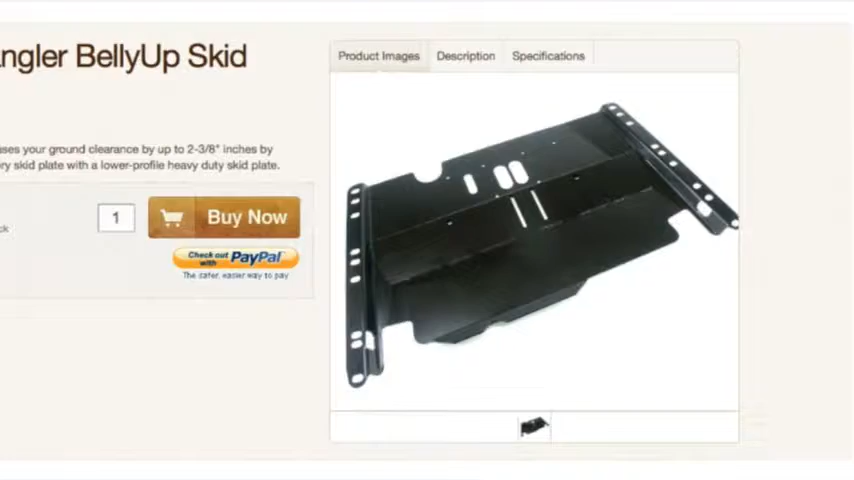 ngler BellyUp Skid
Product Images
Description
Specifications
ses your ground clearance by up to 2-3/8" inches by
ry skid plate with a lower-profile heavy duty skid plate.
ck
1
Buy Now
Check out
with PayPal
The safer, easier way to pay